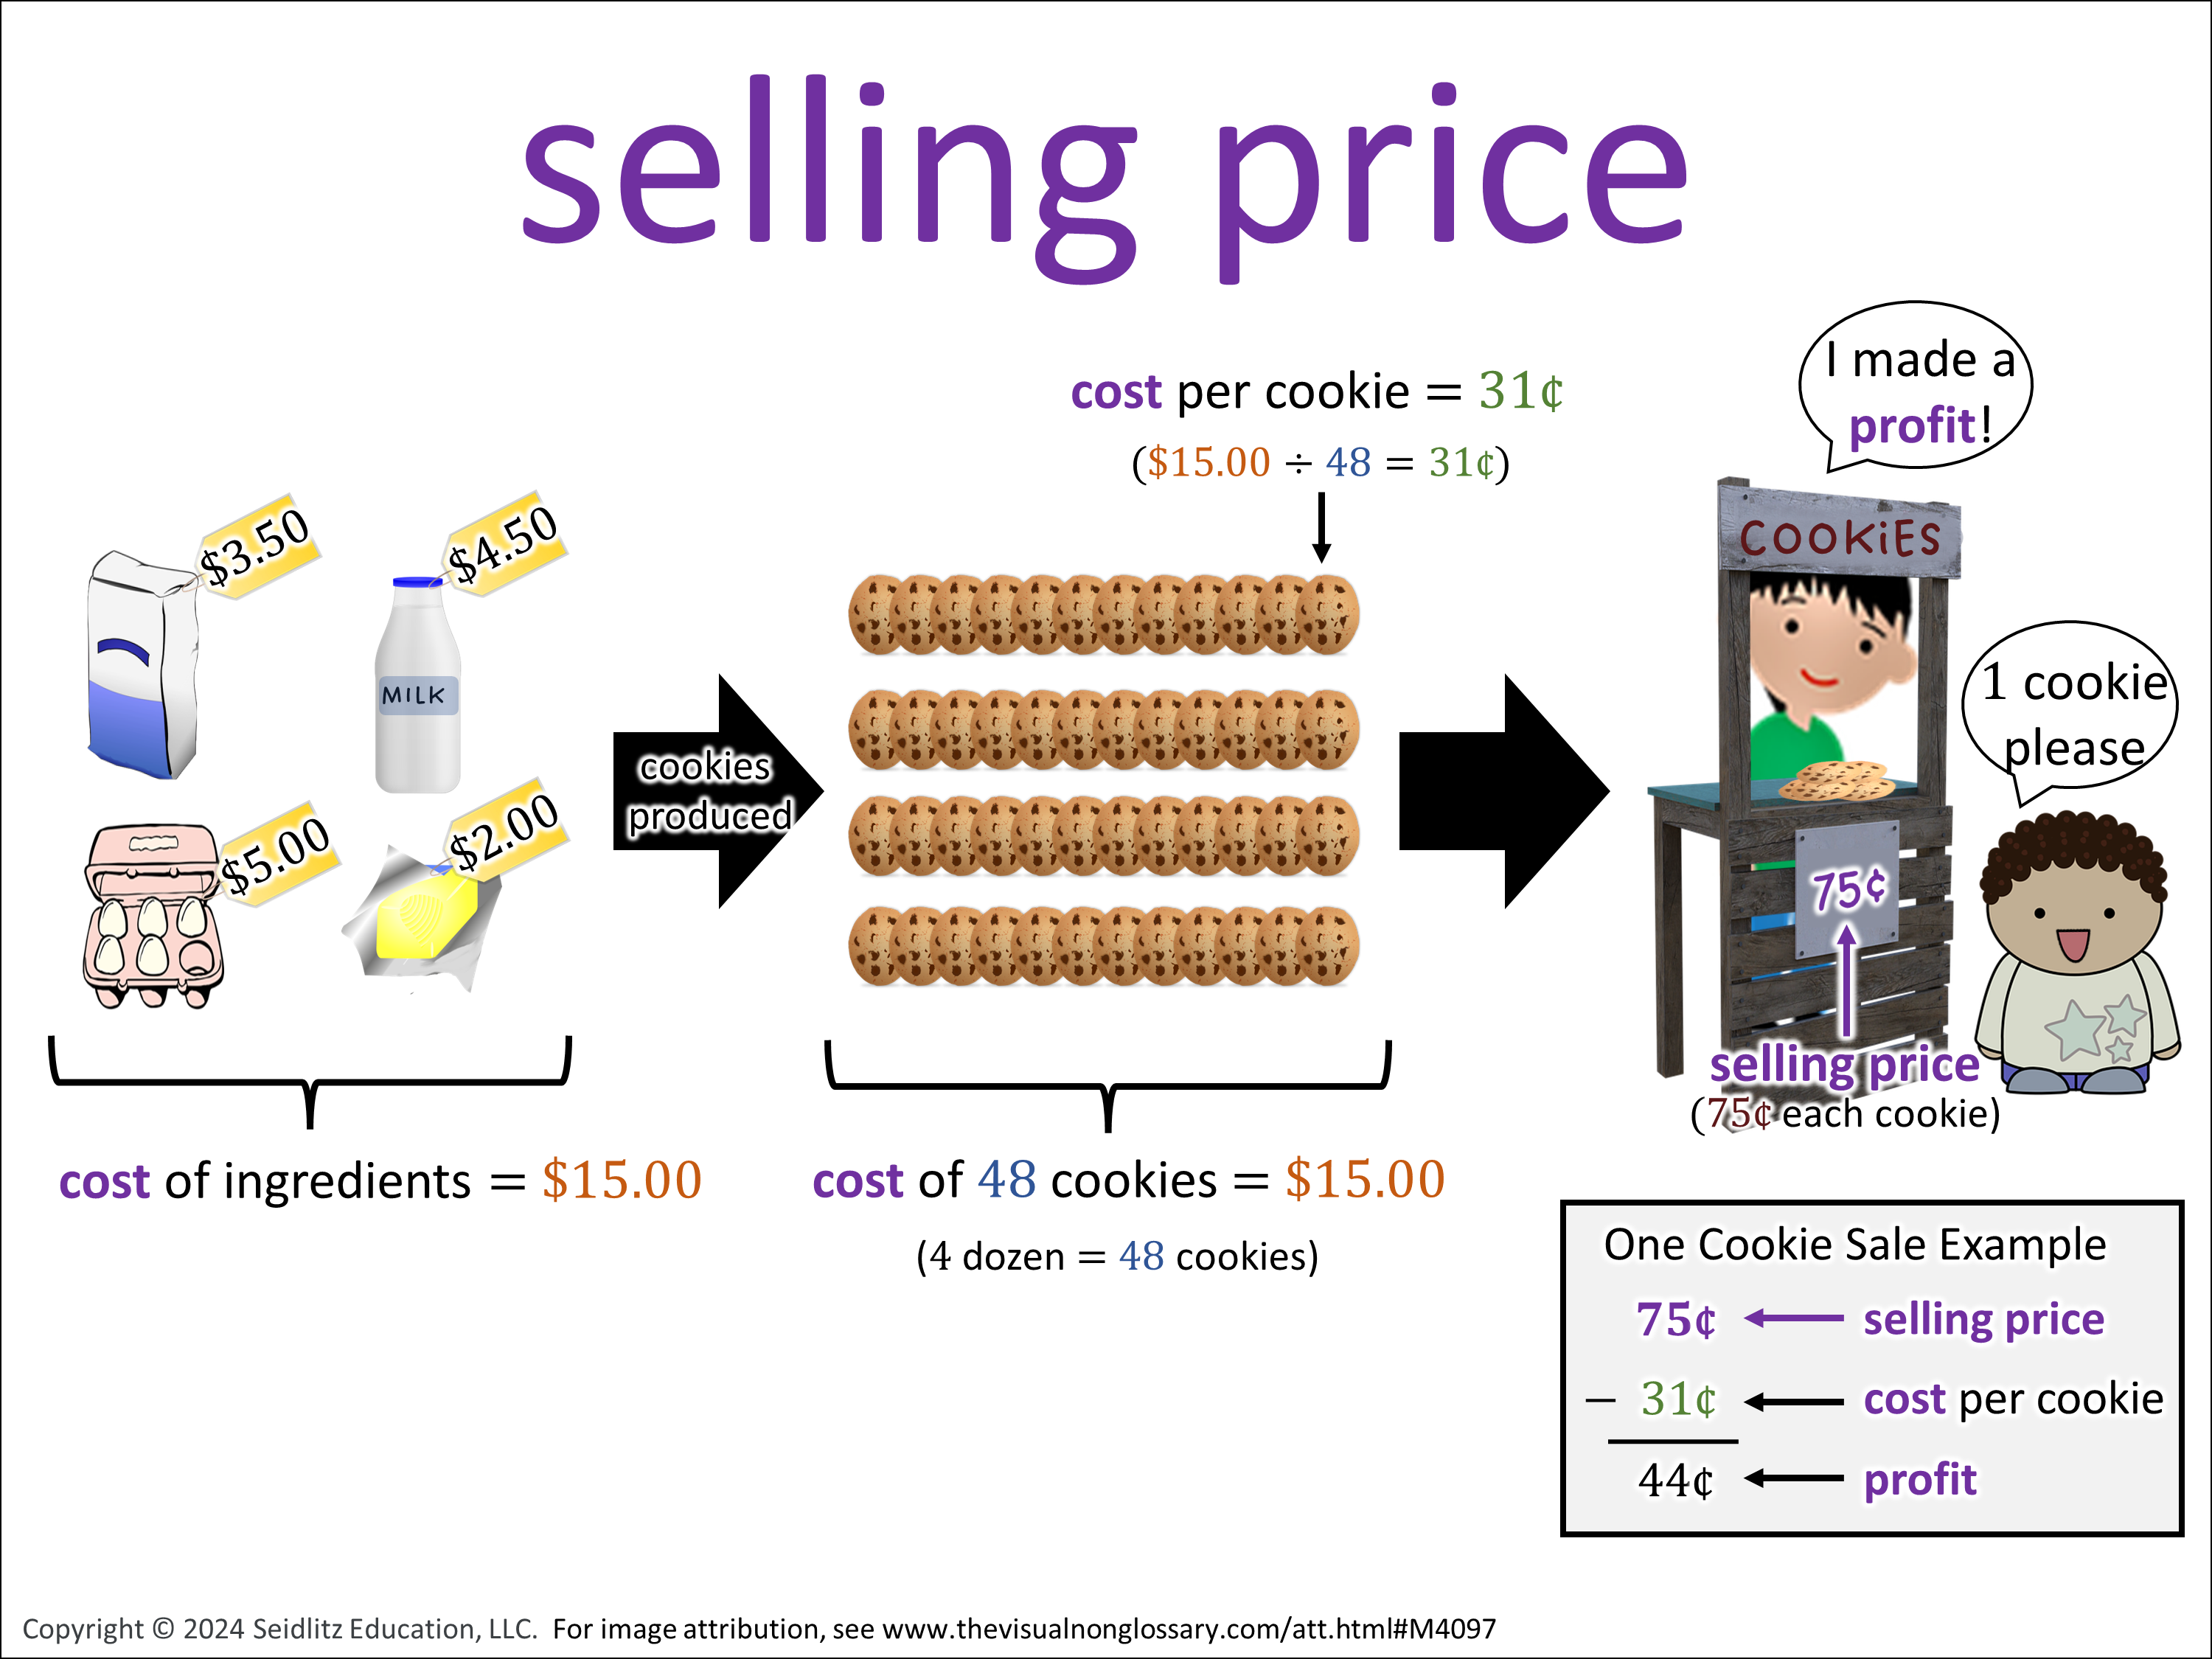 selling price
cost per cookie = 31¢
($15.00 ÷ 48 = 31¢)
I made a
profit!
$3.50
$4.50
MILK
$5.00
$2.00
cookies
produced
COOKiES
1 cookie
please
75¢
selling price
(75¢ each cookie)
cost of ingredients = $15.00
cost of 48 cookies = $15.00
(4 dozen = 48 cookies)
One Cookie Sale Example
75¢ selling price
– 31¢ cost per cookie
44¢ profit
Copyright © 2024 Seidlitz Education, LLC. For image attribution, see www.thevisualnonglossary.com/att.html#M4097